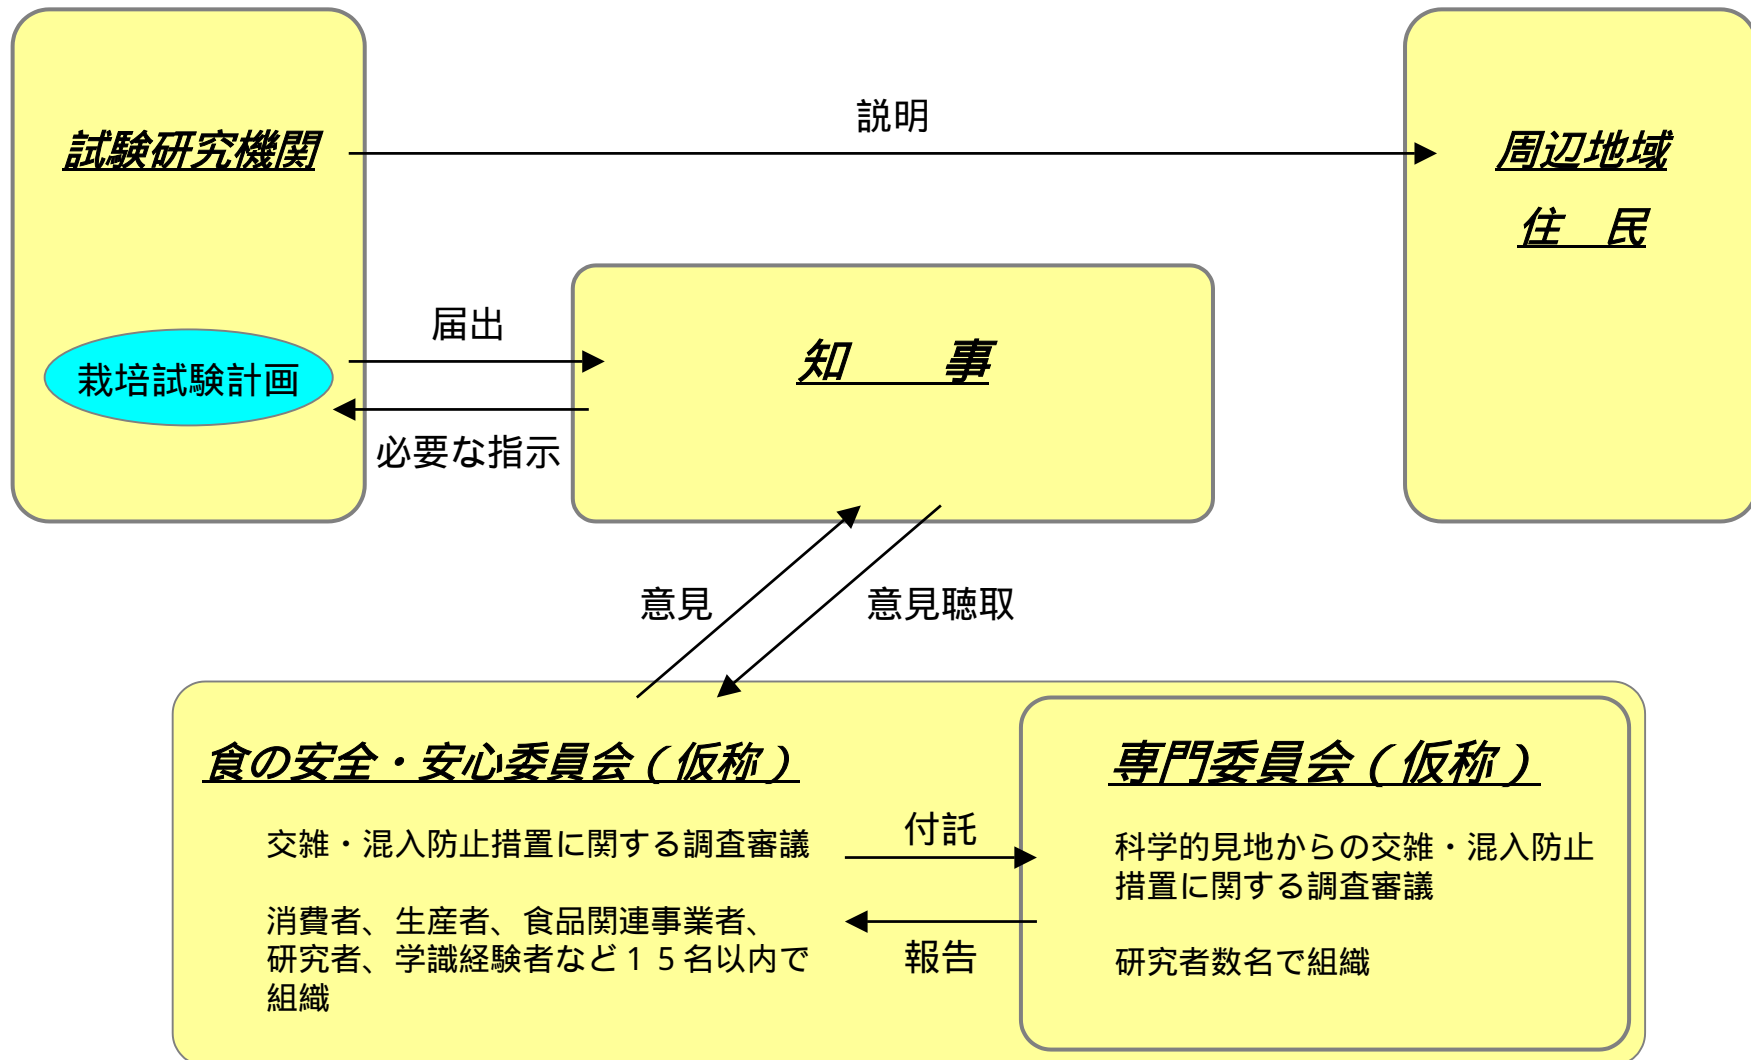 説明
試験研究機関
周辺地域
住　民
届出
知　　事
栽培試験計画
必要な指示
意見
意見聴取
食の安全・安心委員会（仮称）
専門委員会（仮称）
交雑・混入防止措置に関する調査審議
付託
科学的見地からの交雑・混入防止
措置に関する調査審議
消費者、生産者、食品関連事業者、
研究者、学識経験者など１５名以内で
組織
報告
研究者数名で組織